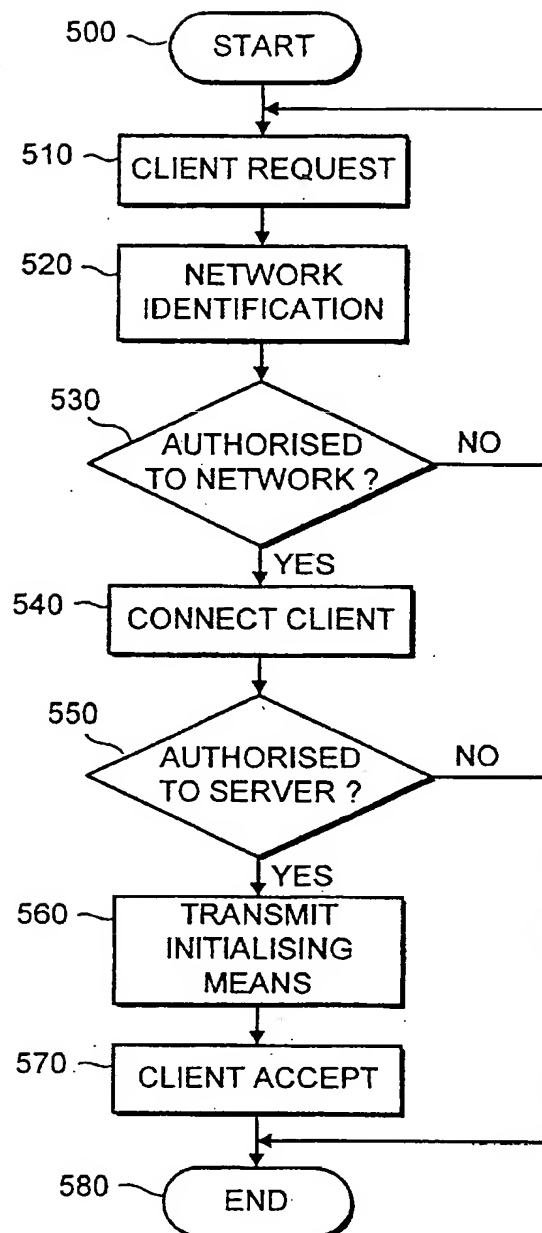 500
START
510
CLIENT REQUEST
520
NETWORK
IDENTIFICATION
530
AUTHORISED
TO NETWORK ?
NO
YES
540
CONNECT CLIENT
550
AUTHORISED
TO SERVER ?
NO
YES
560
TRANSMIT
INITIALISING
MEANS
570
CLIENT ACCEPT
580
END